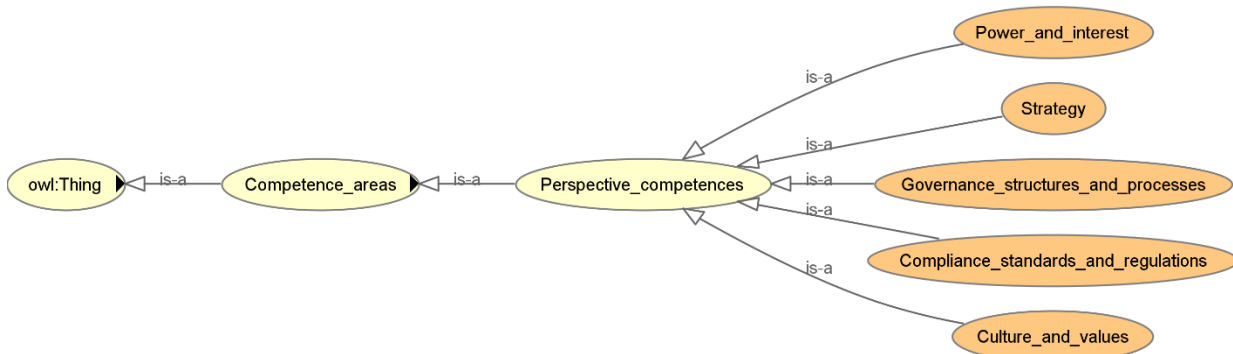 Power_and_interest
is-a
Strategy
is-a
owl:Thing
is-a
Competence_areas
is-a
Perspective_competences
is-a
Governance_structures_and_processes
is-a
Compliance_standards_and_regulations
is-a
Culture_and_values